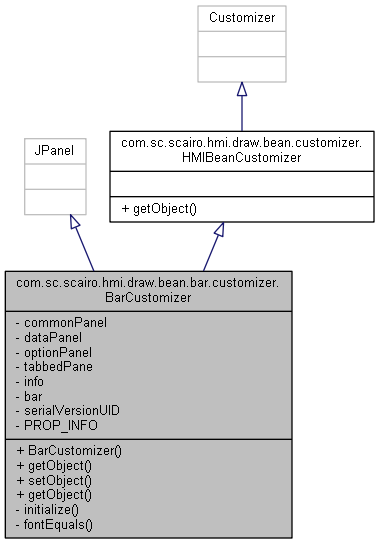 Customizer
JPanel
com.sc.scairo.hmi.draw.bean.customizer.
HMIBeanCustomizer
+ getObject()
com.sc.scairo.hmi.draw.bean.bar.customizer.
BarCustomizer
- commonPanel
- dataPanel
- optionPanel
- tabbedPane
- info
- bar
- serialVersionUID
- PROP_INFO
+ BarCustomizer()
+ getObject()
+ setObject()
+ getObject()
- initialize()
- fontEquals()